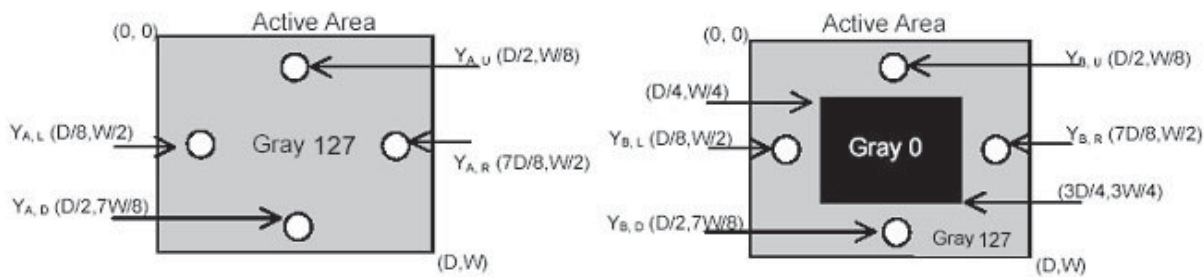 Active Area
(0, 0)
Y_A, U (D/2,W/8)
Y_A, L (D/8,W/2)
Gray 127
Y_A, R (7D/8,W/2)
Y_A, D (D/2,7W/8)
(D,W)
Active Area
(0, 0)
Y_B, U (D/2,W/8)
(D/4,W/4)
Y_B, L (D/8,W/2)
Gray 0
Y_B, R (7D/8,W/2)
(3D/4,3W/4)
Y_B, D (D/2,7W/8)
Gray 127
(D,W)